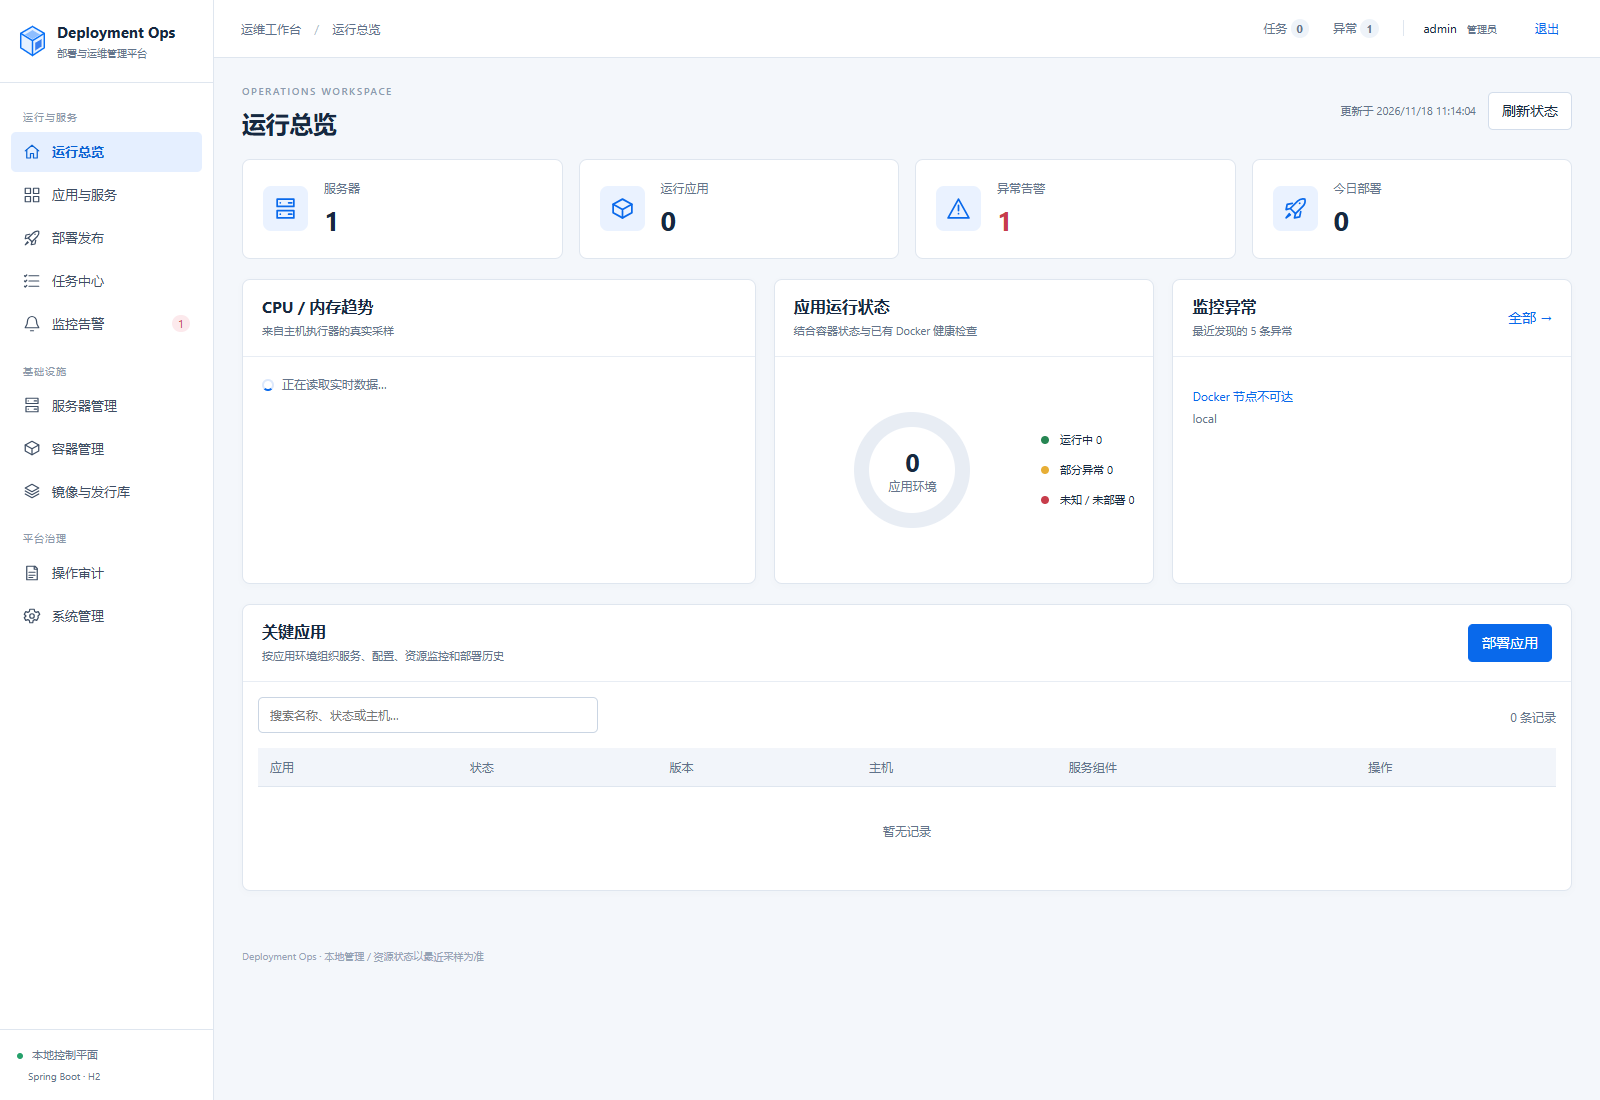 Deployment Ops
部署与运维管理平台
运行与服务
运行总览
应用与服务
部署发布
任务中心
监控告警 1
基础设施
服务器管理
容器管理
镜像与发行库
平台治理
操作审计
系统管理
本地控制平面
Spring Boot · H2
运维工作台 / 运行总览
任务 0 异常 1 admin 管理员 退出
OPERATIONS WORKSPACE
运行总览
更新于 2026/11/18 11:14:04 刷新状态
服务器
1
运行应用
0
异常告警
1
今日部署
0
CPU / 内存趋势
来自主机执行器的真实采样
正在读取实时数据...
应用运行状态
结合容器状态与已有 Docker 健康检查
0
应用环境
运行中 0
部分异常 0
未知 / 未部署 0
监控异常
最近发现的 5 条异常
全部 →
Docker 节点不可达
local
关键应用
按应用环境组织服务、配置、资源监控和部署历史
部署应用
搜索名称、状态或主机...
0 条记录
应用 状态 版本 主机 服务组件 操作
暂无记录
Deployment Ops · 本地管理 / 资源状态以最近采样为准